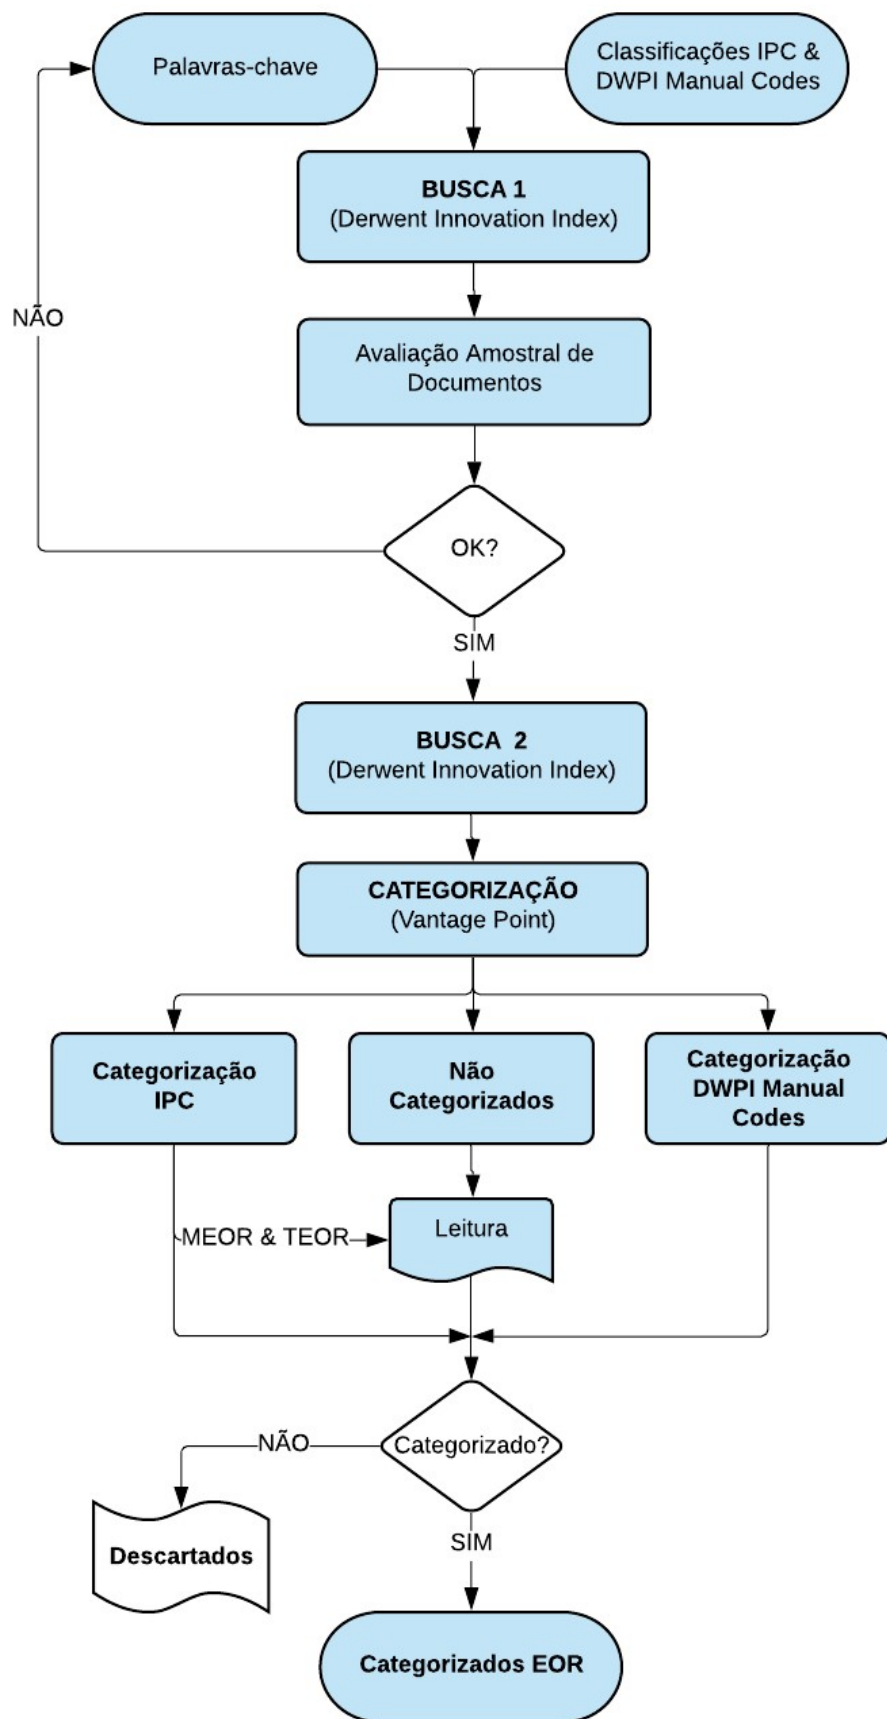 Palavras-chave
Classificações IPC &
DWPI Manual Codes
BUSCA 1
(Derwent Innovation Index)
NÃO
Avaliação Amostral de
Documentos
OK?
SIM
BUSCA 2
(Derwent Innovation Index)
CATEGORIZAÇÃO
(Vantage Point)
Categorização
IPC
Não
Categorizados
Categorização
DWPI Manual
Codes
MEOR & TEOR
Leitura
Categorizado?
NÃO
Descartados
SIM
Categorizados EOR